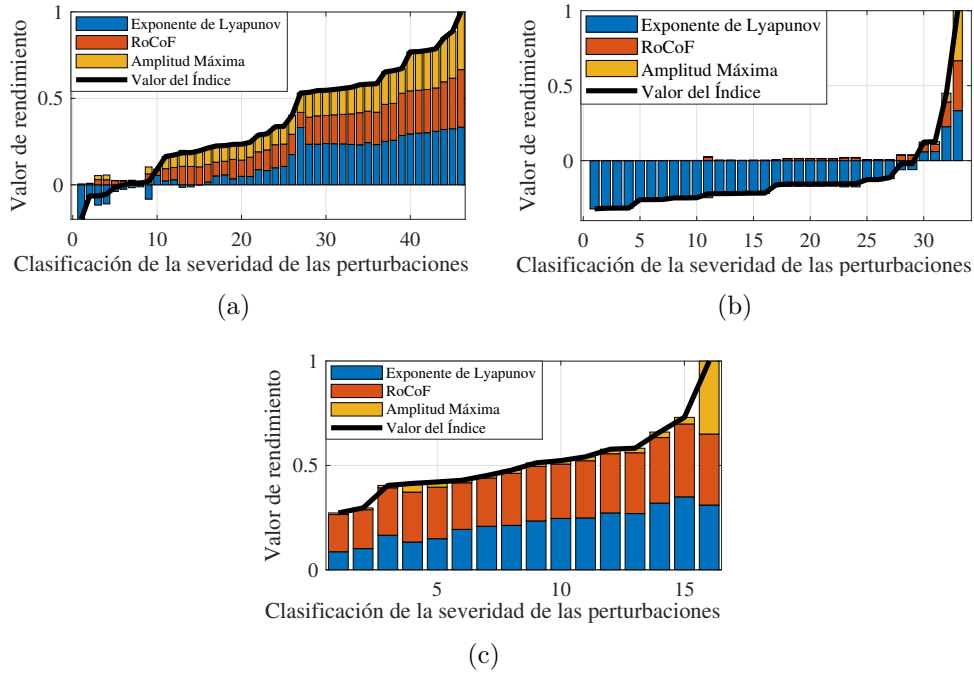 Exponente de Lyapunov
RoCoF
Amplitud Máxima
Valor del Índice
Valor de rendimiento
1
0.5
0
0 10 20 30 40
Clasificación de la severidad de las perturbaciones
(a)
Exponente de Lyapunov
RoCoF
Amplitud Máxima
Valor del Índice
Valor de rendimiento
1
0.5
0
0 5 10 15 20 25 30
Clasificación de la severidad de las perturbaciones
(b)
Exponente de Lyapunov
RoCoF
Amplitud Máxima
Valor del Índice
Valor de rendimiento
1
0.5
0
5 10 15
Clasificación de la severidad de las perturbaciones
(c)